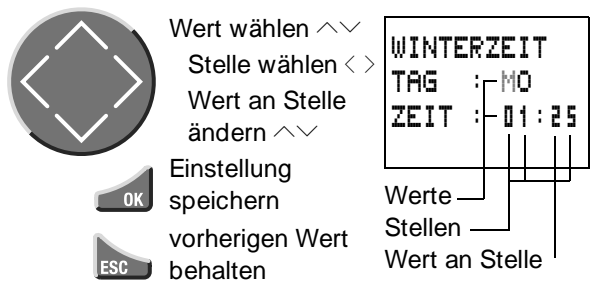 Wert wählen ︿﹀
Stelle wählen < >
Wert an Stelle
ändern ︿﹀
OK
Einstellung
speichern
ESC
vorherigen Wert
behalten
WINTERZEIT
TAG : MO
ZEIT : 01:25
Werte
Stellen
Wert an Stelle